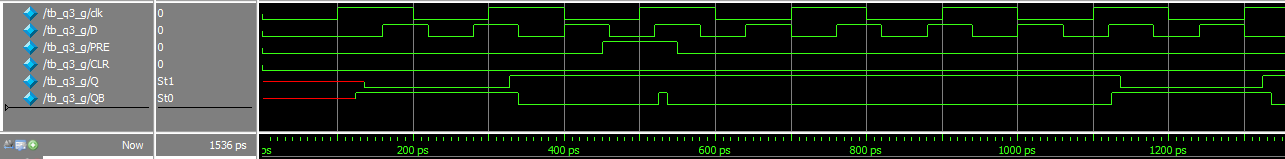 /tb_q3_g/clk 0
/tb_q3_g/D 0
/tb_q3_g/PRE 0
/tb_q3_g/CLR 0
/tb_q3_g/Q St1
/tb_q3_g/QB St0
Now 1536 ps ps 200 ps 400 ps 600 ps 800 ps 1000 ps 1200 ps